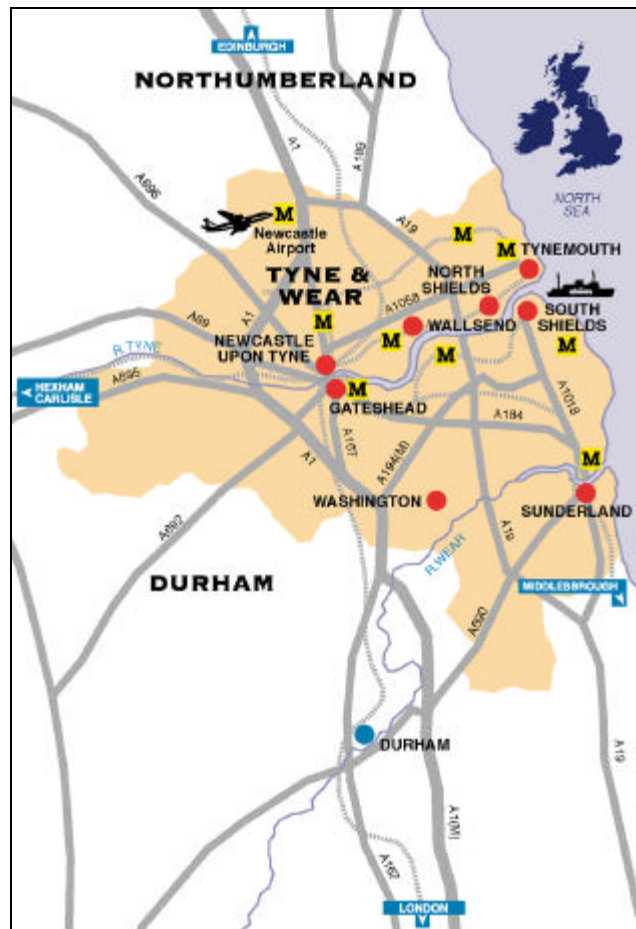 EDINBURGH
NORTHUMBERLAND
A1
A189
A696
NORTH
SEA
M
Newcastle
Airport
A19
M
M
TYNEMOUTH
TYNE &
WEAR
NORTH
SHIELDS
A1058
A69
A1
M
M
WALLSEND
SOUTH
SHIELDS
M
M
R.TYNE
NEWCASTLE
UPON TYNE
A695
HEXHAM
CARLISLE
M
GATESHEAD
A184
A1018
A167
A1
A194(M)
M
WASHINGTON
SUNDERLAND
A692
A19
R.WEAR
DURHAM
MIDDLESBROUGH
A690
DURHAM
A19
A1(M)
A162
LONDON